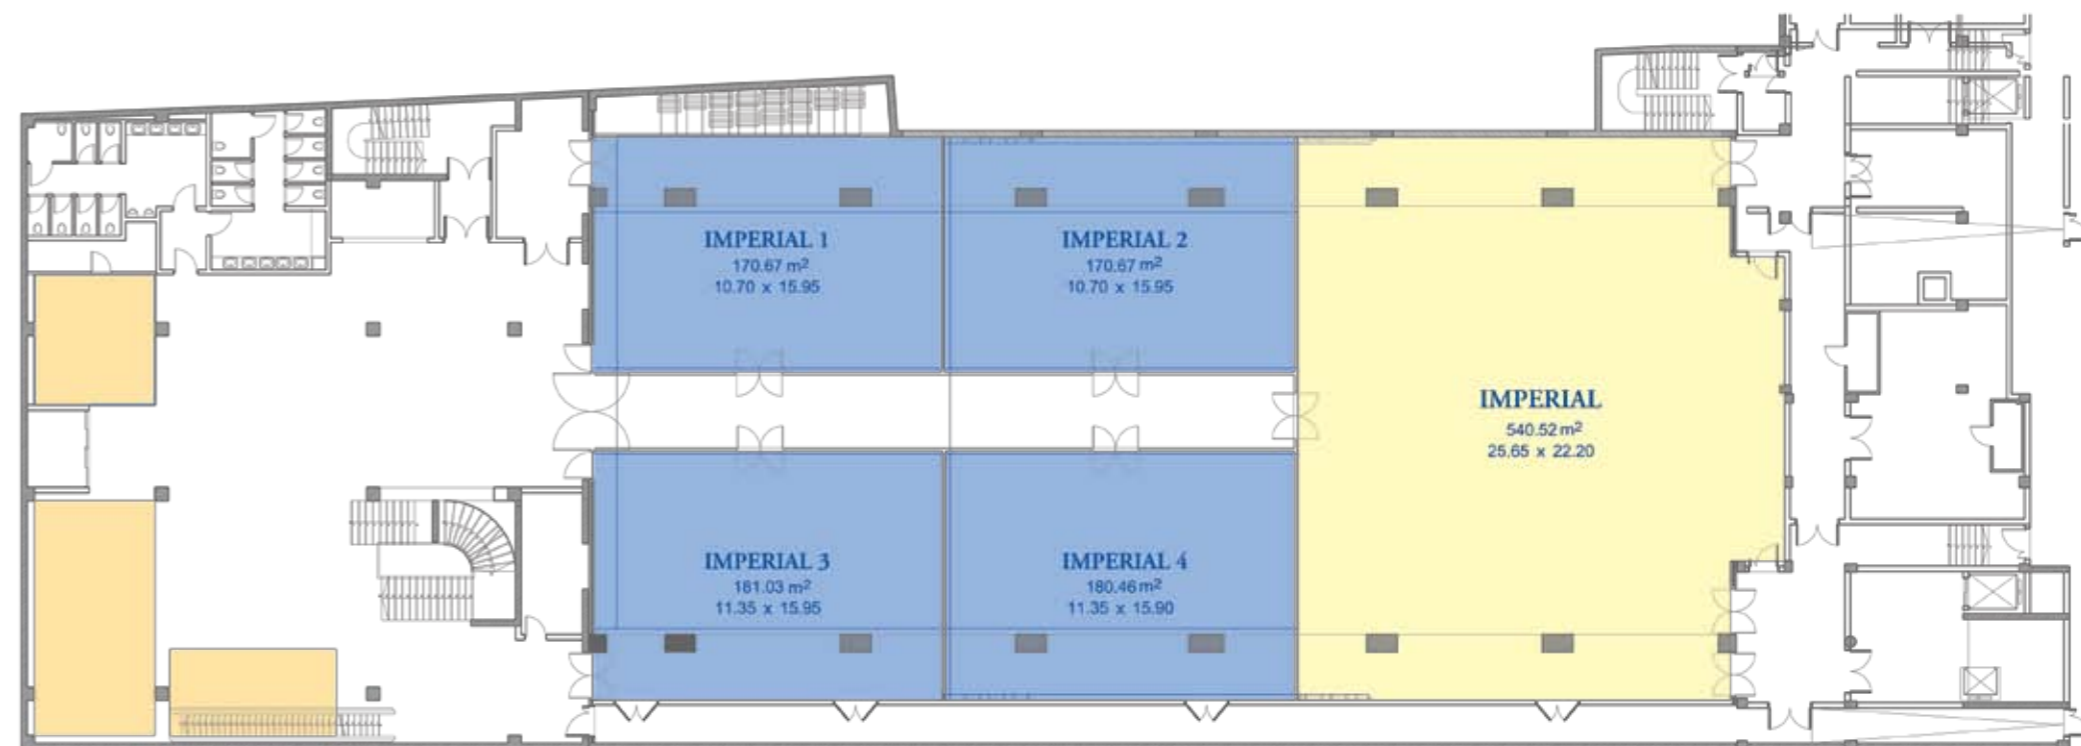 IMPERIAL 1
170.67 m²
10.70 x 15.95
IMPERIAL 2
170.67 m²
10.70 x 15.95
IMPERIAL
540.52 m²
25.65 x 22.20
IMPERIAL 3
181.03 m²
11.35 x 15.95
IMPERIAL 4
180.46 m²
11.35 x 15.90